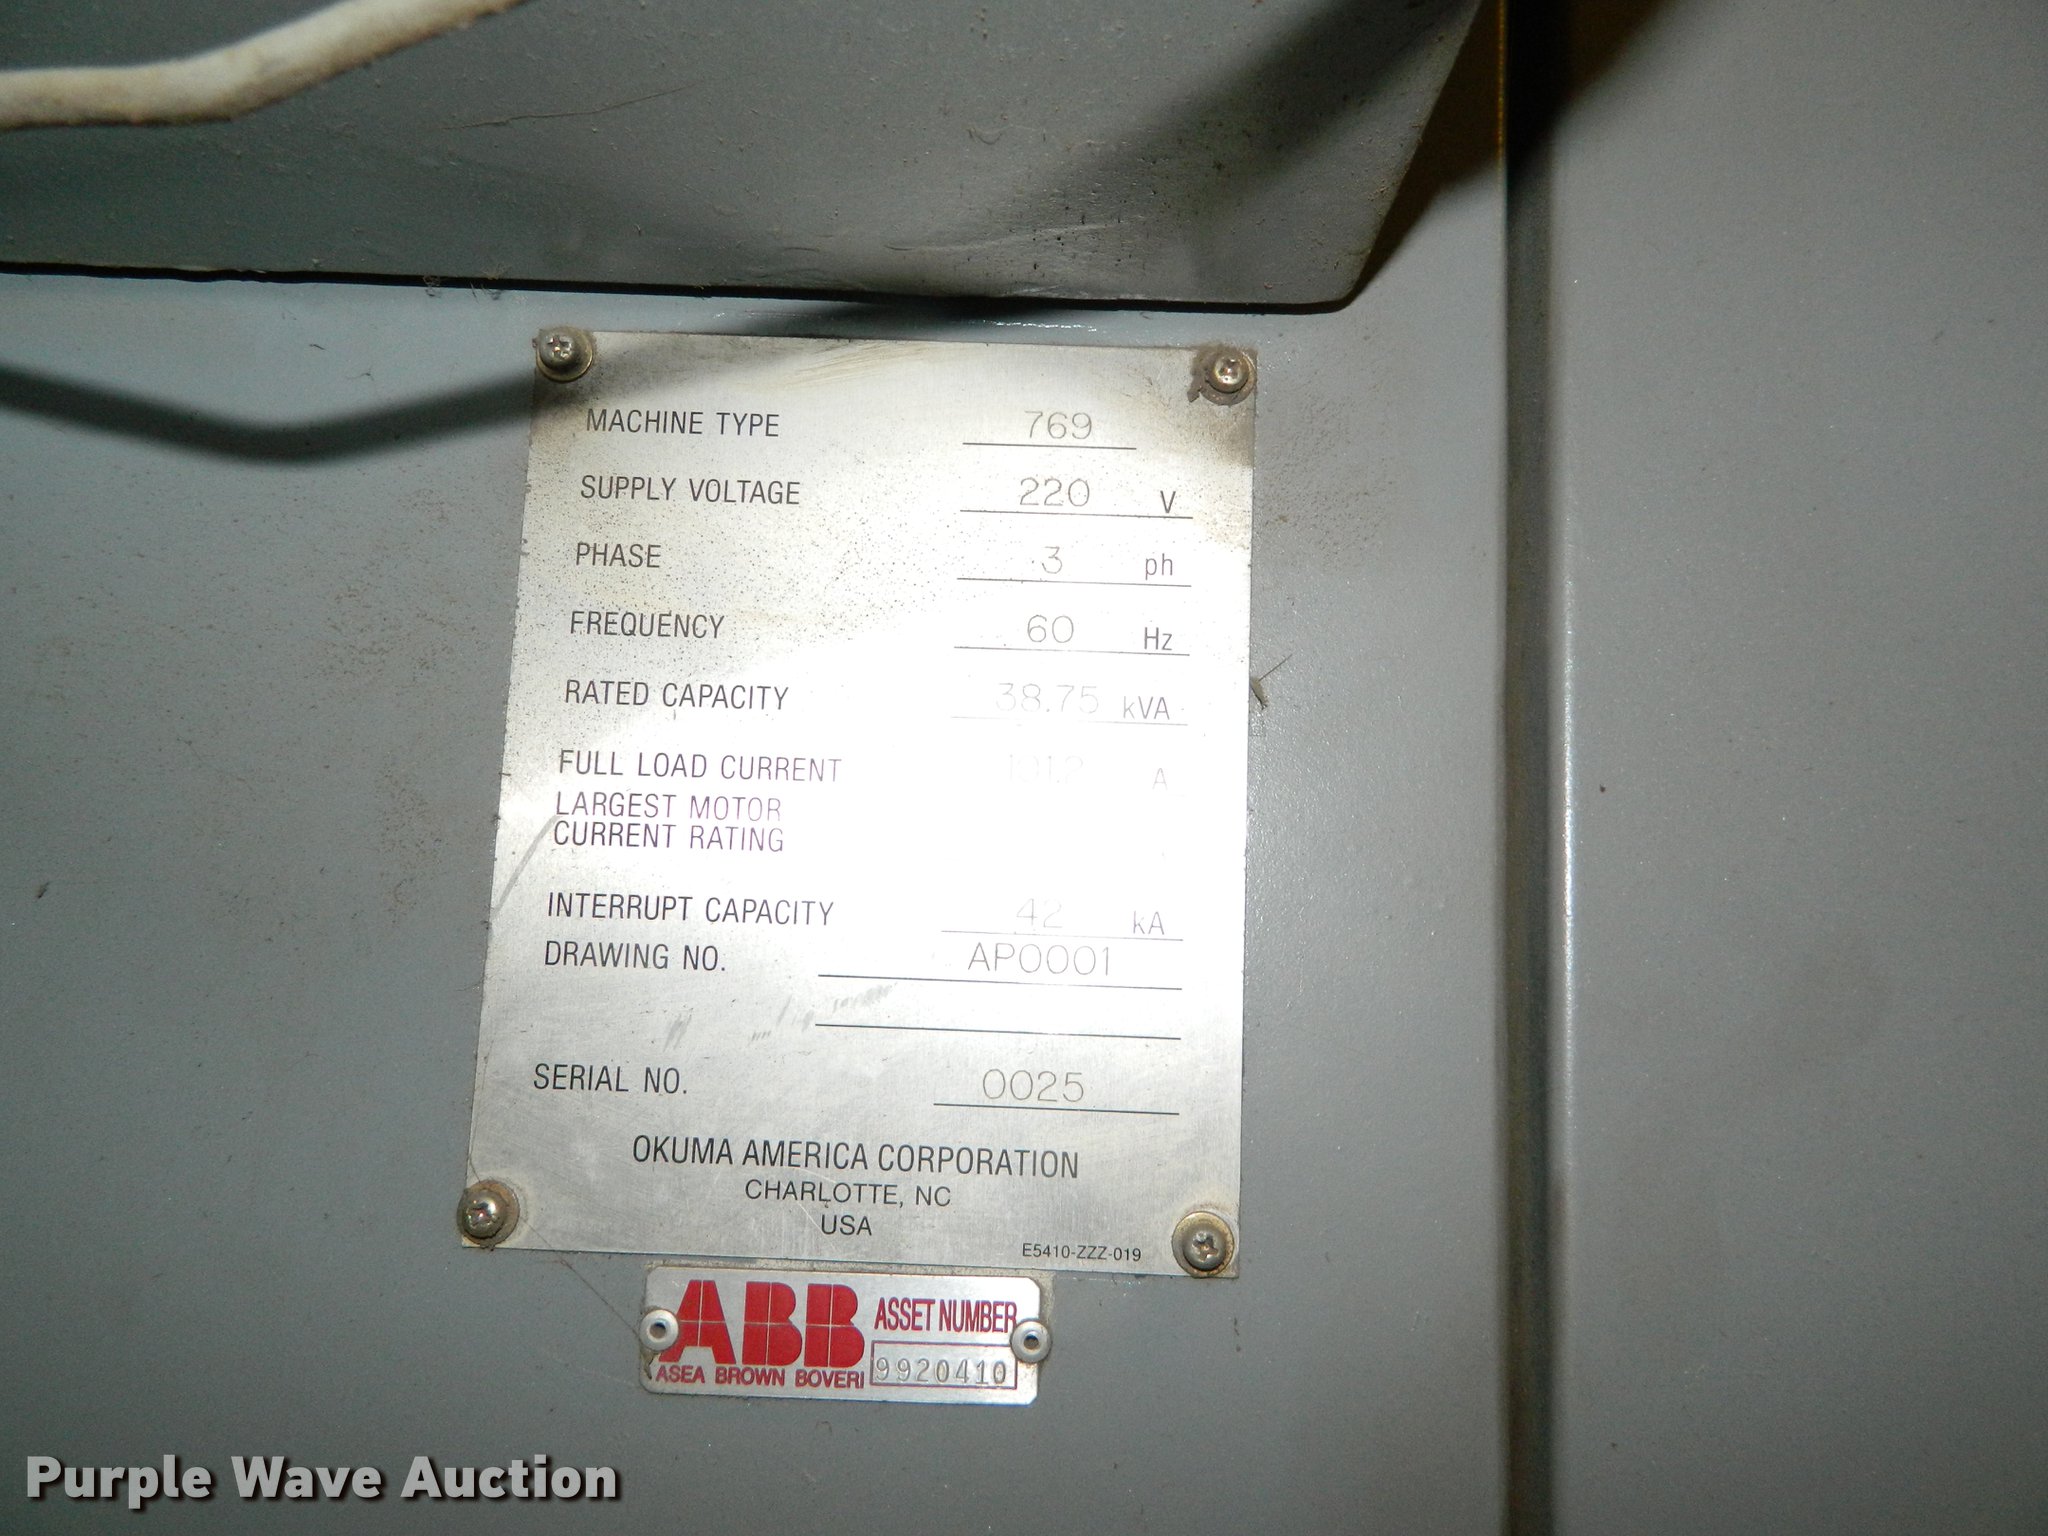 MACHINE TYPE 769
SUPPLY VOLTAGE 220 V
PHASE 3 ph
FREQUENCY 60 Hz
RATED CAPACITY 38.75 kVA
FULL LOAD CURRENT A
LARGEST MOTOR
CURRENT RATING
INTERRUPT CAPACITY 42 kA
DRAWING NO. AP0001
SERIAL NO. 0025
OKUMA AMERICA CORPORATION
CHARLOTTE, NC
USA
E5410-ZZZ-019
ABB ASSET NUMBER
ASEA BROWN BOVERI 9920410
Purple Wave Auction